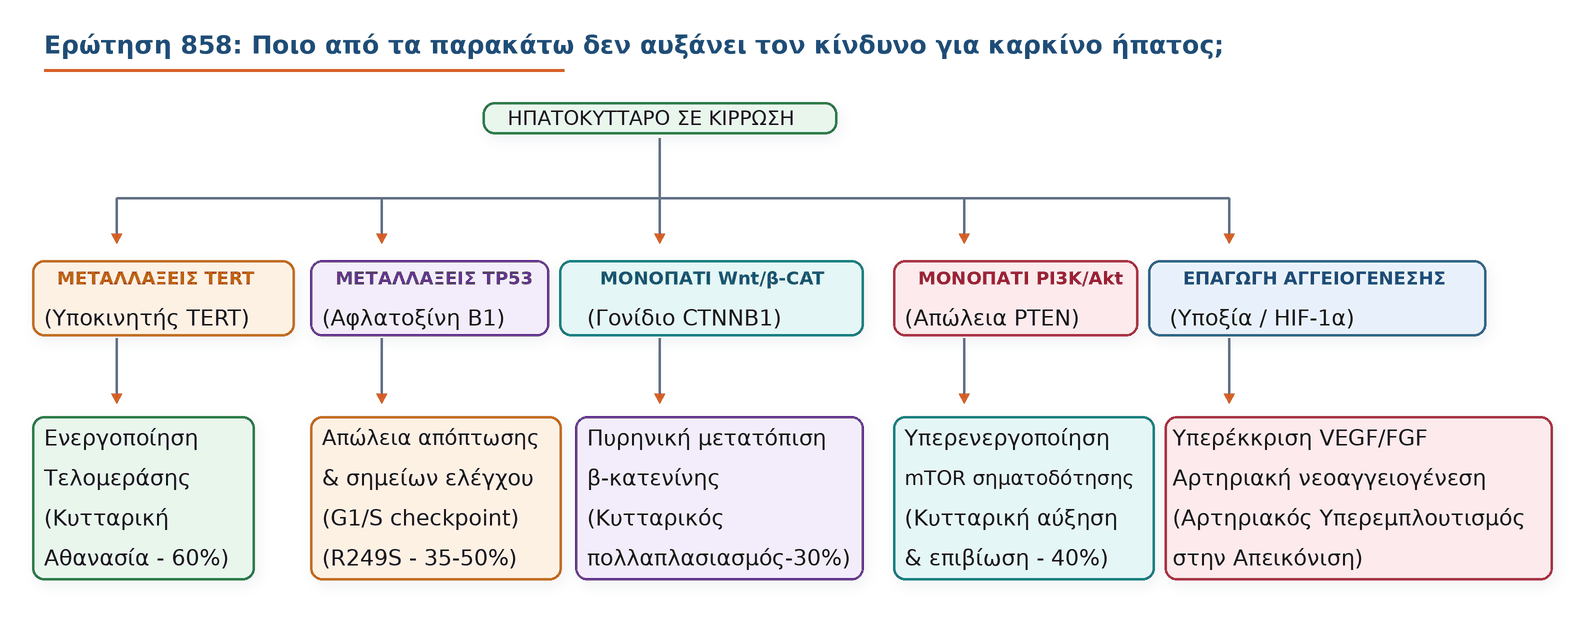 Ερώτηση 858: Ποιο από τα παρακάτω δεν αυξάνει τον κίνδυνο για καρκίνο ήπατος;
ΗΠΑΤΟΚΥΤΤΑΡΟ ΣΕ ΚΙΡΡΩΣΗ
ΜΕΤΑΛΛΑΞΕΙΣ TERT
(Υποκινητής TERT)
ΜΕΤΑΛΛΑΞΕΙΣ TP53
(Αφλατοξίνη B1)
ΜΟΝΟΠΑΤΙ Wnt/β-CAT
(Γονίδιο CTNNB1)
ΜΟΝΟΠΑΤΙ PI3K/Akt
(Απώλεια PTEN)
ΕΠΑΓΩΓΗ ΑΓΓΕΙΟΓΕΝΕΣΗΣ
(Υποξία / HIF-1α)
Ενεργοποίηση
Τελομεράσης
(Κυτταρική
Αθανασία - 60%)
Απώλεια απόπτωσης
& σημείων ελέγχου
(G1/S checkpoint)
(R249S - 35-50%)
Πυρηνική μετατόπιση
β-κατενίνης
(Κυτταρικός
πολλαπλασιασμός-30%)
Υπερενεργοποίηση
mTOR σηματοδότησης
(Κυτταρική αύξηση
& επιβίωση - 40%)
Υπερέκκριση VEGF/FGF
Αρτηριακή νεοαγγειογένεση
(Αρτηριακός Υπερεμπλουτισμός
στην Απεικόνιση)